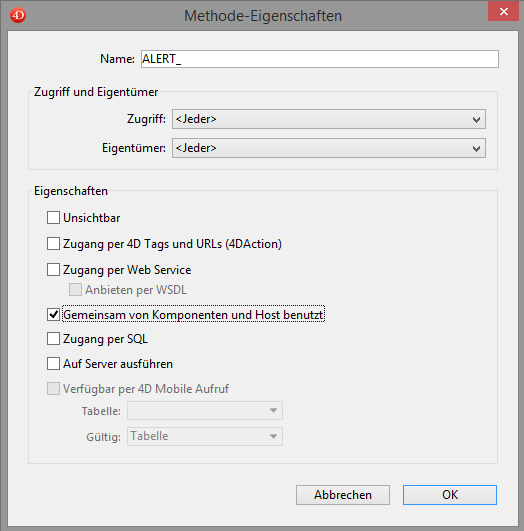 4D
Methode-Eigenschaften
Name: ALERT_
Zugriff und Eigentümer
Zugriff: <Jeder>
Eigentümer: <Jeder>
Eigenschaften
Unsichtbar
Zugang per 4D Tags und URLs (4DAction)
Zugang per Web Service
Anbieten per WSDL
Gemeinsam von Komponenten und Host benutzt
Zugang per SQL
Auf Server ausführen
Verfügbar per 4D Mobile Aufruf
Tabelle:
Gültig: Tabelle
Abbrechen OK